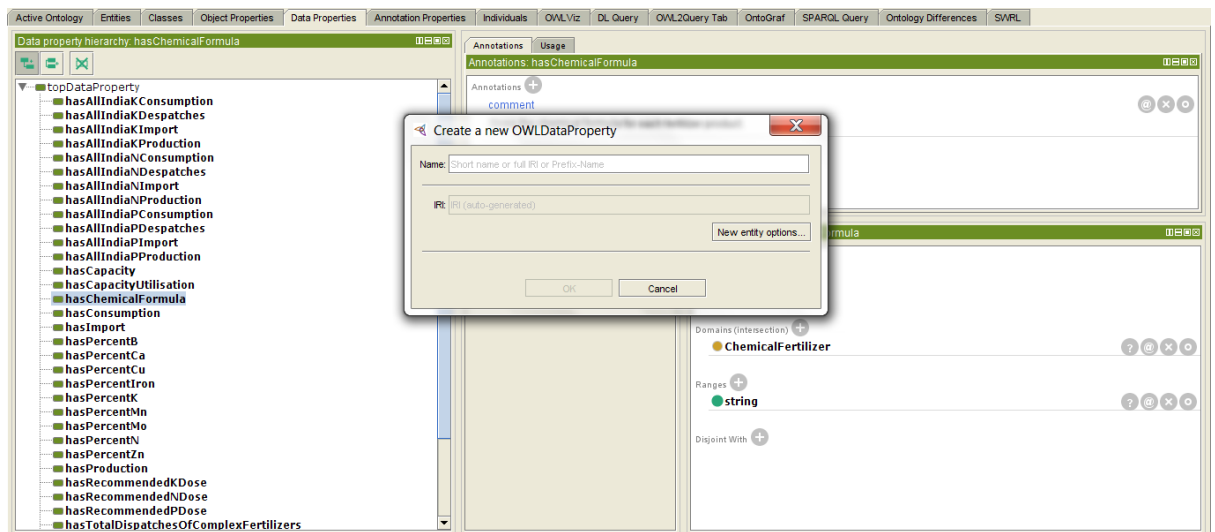 Active Ontology Entities Classes Object Properties Data Properties Annotation Properties Individuals OWLViz DL Query OWL2Query Tab OntoGraf SPARQL Query Ontology Differences SWRL
Data property hierarchy: hasChemicalFormula
topDataProperty
hasAllIndiaKConsumption
hasAllIndiaKDespatches
hasAllIndiaKImport
hasAllIndiaKProduction
hasAllIndiaNConsumption
hasAllIndiaNDespatches
hasAllIndiaNImport
hasAllIndiaNProduction
hasAllIndiaPConsumption
hasAllIndiaPDespatches
hasAllIndiaPImport
hasAllIndiaPProduction
hasCapacity
hasCapacityUtilisation
hasChemicalFormula
hasConsumption
hasImport
hasPercentB
hasPercentCa
hasPercentCu
hasPercentIron
hasPercentK
hasPercentMn
hasPercentMo
hasPercentN
hasPercentZn
hasProduction
hasRecommendedKDose
hasRecommendedNDose
hasRecommendedPDose
hasTotalDispatchesOfComplexFertilizers
Annotations Usage
Annotations: hasChemicalFormula
Annotations
comment
Create a new OWLDataProperty
Name: Short name or full IRI or Prefix-Name
IRI: IRI (auto-generated)
New entity options...
OK Cancel
rmula
Domains (intersection)
ChemicalFertilizer
Ranges
string
Disjoint With